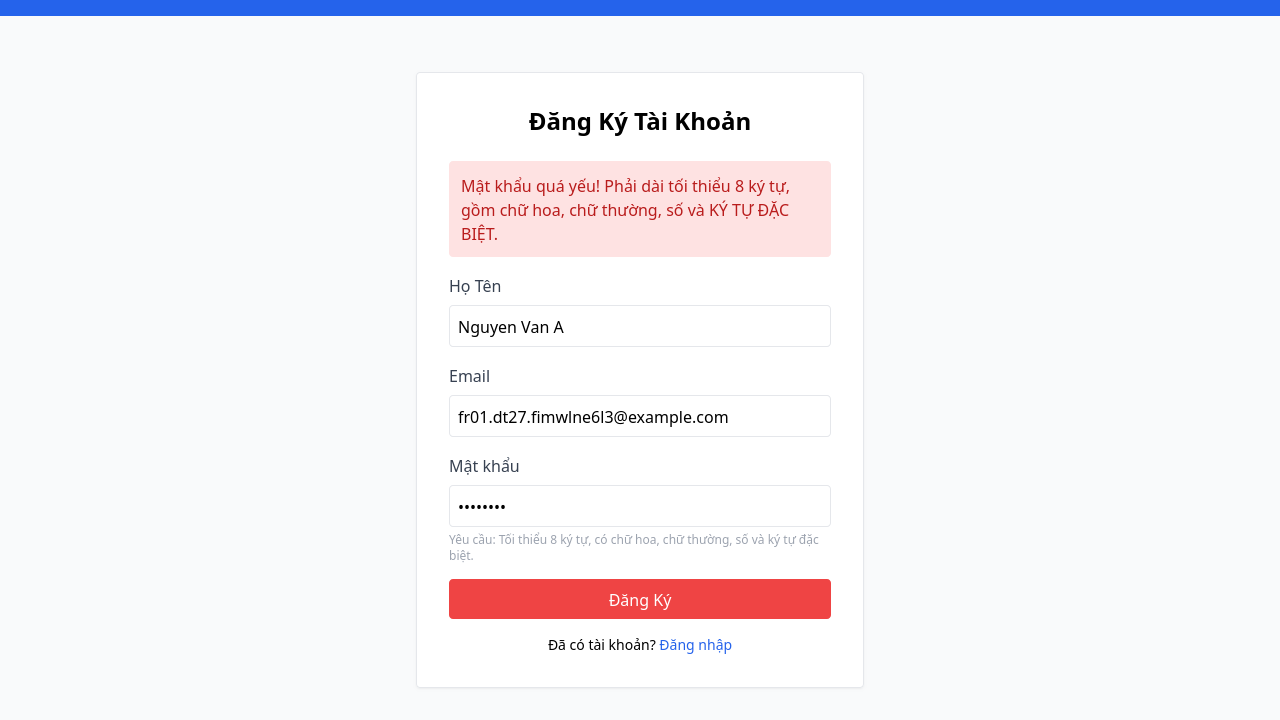 Đăng Ký Tài Khoản
Mật khẩu quá yếu! Phải dài tối thiểu 8 ký tự,
gồm chữ hoa, chữ thường, số và KÝ TỰ ĐẶC
BIỆT.
Họ Tên
Nguyen Van A
Email
fr01.dt27.fimwlne6l3@example.com
Mật khẩu
••••••••
Yêu cầu: Tối thiểu 8 ký tự, có chữ hoa, chữ thường, số và ký tự đặc
biệt.
Đăng Ký
Đã có tài khoản? Đăng nhập